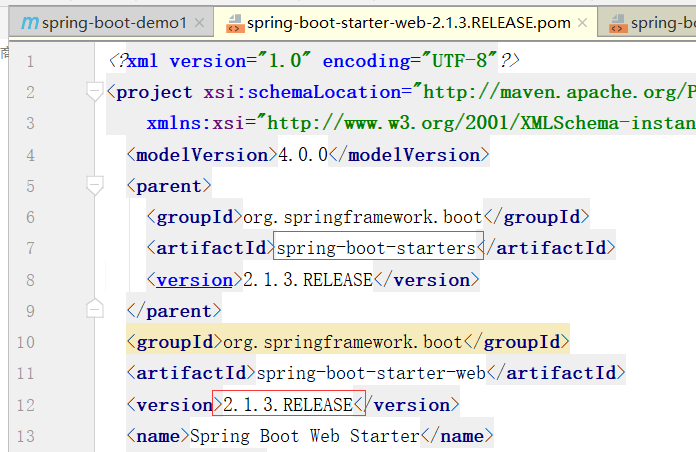 spring-boot-demo1 × spring-boot-starter-web-2.1.3.RELEASE.pom × spring-bo
1 <?xml version="1.0" encoding="UTF-8"?>
2 <project xsi:schemaLocation="http://maven.apache.org/P
3 xmlns:xsi="http://www.w3.org/2001/XMLSchema-instan
4 <modelVersion>4.0.0</modelVersion>
5 <parent>
6 <groupId>org.springframework.boot</groupId>
7 <artifactId>spring-boot-starters</artifactId>
8 <version>2.1.3.RELEASE</version>
9 </parent>
10 <groupId>org.springframework.boot</groupId>
11 <artifactId>spring-boot-starter-web</artifactId>
12 <version>2.1.3.RELEASE</version>
13 <name>Spring Boot Web Starter</name>